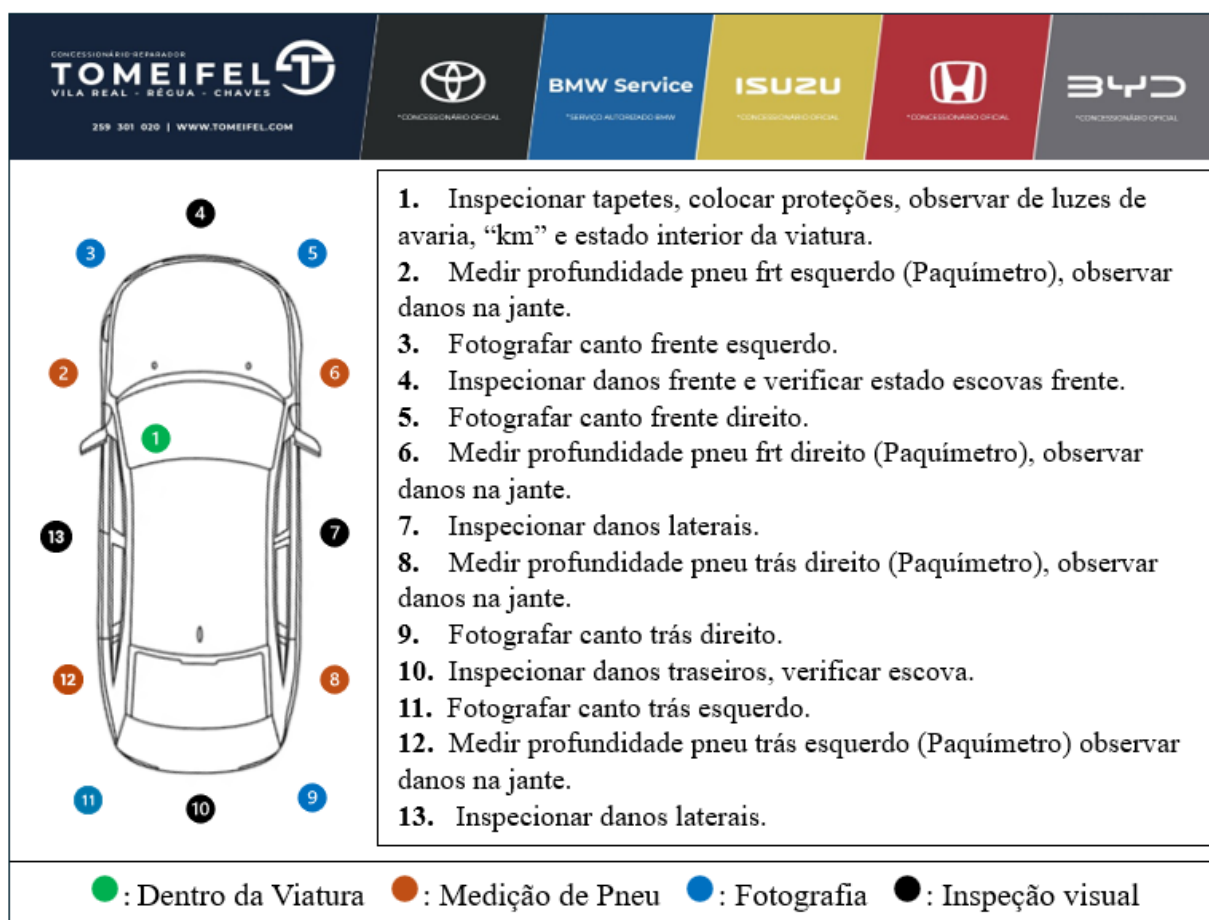 CONCESSIONÁRIO-REPARADOR
TOMEIFEL
VILA REAL - RÉGUA - CHAVES
259 301 020 | WWW.TOMEIFEL.COM
*CONCESSIONÁRIO OFICIAL
BMW Service
*SERVIÇO AUTORIZADO BMW
ISUZU
*CONCESSIONÁRIO OFICIAL
*CONCESSIONÁRIO OFICIAL
BYD
*CONCESSIONÁRIO OFICIAL
4
3
5
2
6
1
13
7
12
8
11
10
9
1. Inspecionar tapetes, colocar proteções, observar de luzes de
avaria, “km” e estado interior da viatura.
2. Medir profundidade pneu frt esquerdo (Paquímetro), observar
danos na jante.
3. Fotografar canto frente esquerdo.
4. Inspecionar danos frente e verificar estado escovas frente.
5. Fotografar canto frente direito.
6. Medir profundidade pneu frt direito (Paquímetro), observar
danos na jante.
7. Inspecionar danos laterais.
8. Medir profundidade pneu trás direito (Paquímetro), observar
danos na jante.
9. Fotografar canto trás direito.
10. Inspecionar danos traseiros, verificar escova.
11. Fotografar canto trás esquerdo.
12. Medir profundidade pneu trás esquerdo (Paquímetro) observar
danos na jante.
13. Inspecionar danos laterais.
: Dentro da Viatura : Medição de Pneu : Fotografia : Inspeção visual